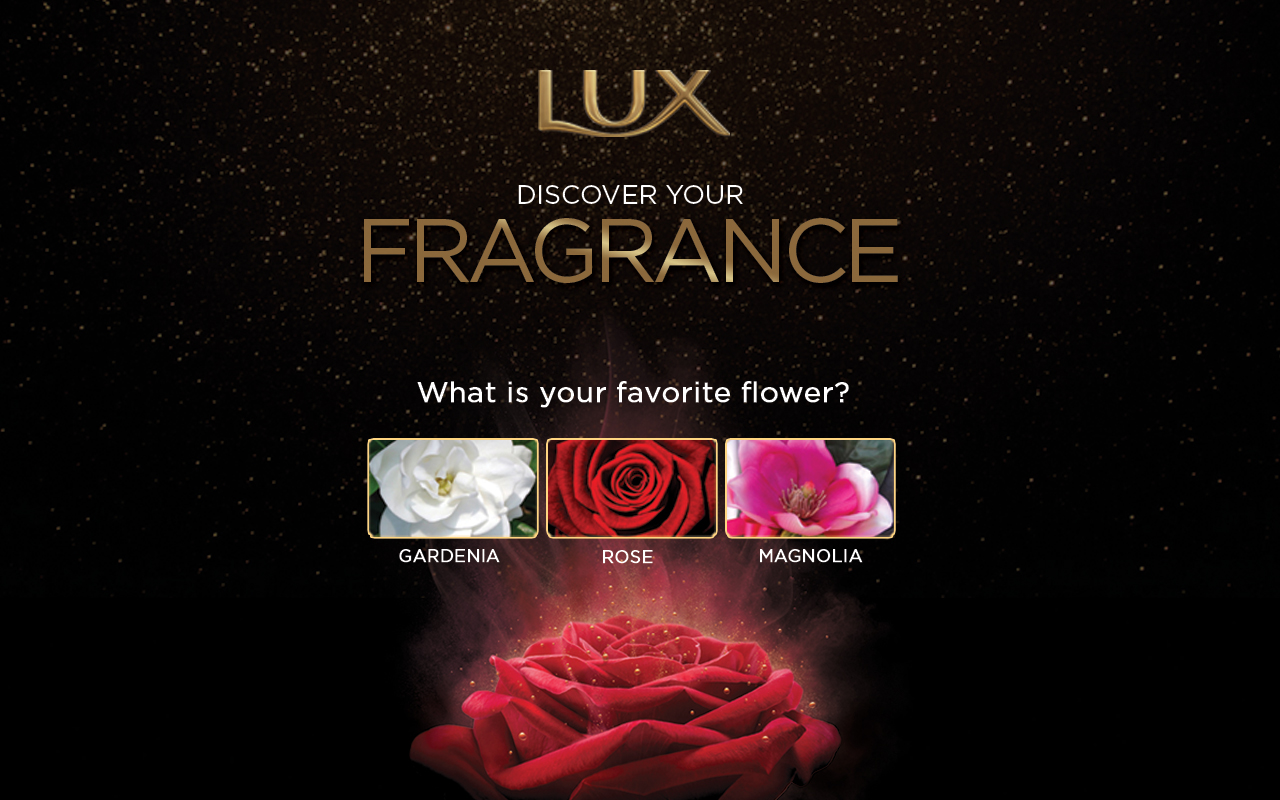 LUX
DISCOVER YOUR
FRAGRANCE
What is your favorite flower?
GARDENIA
ROSE
MAGNOLIA